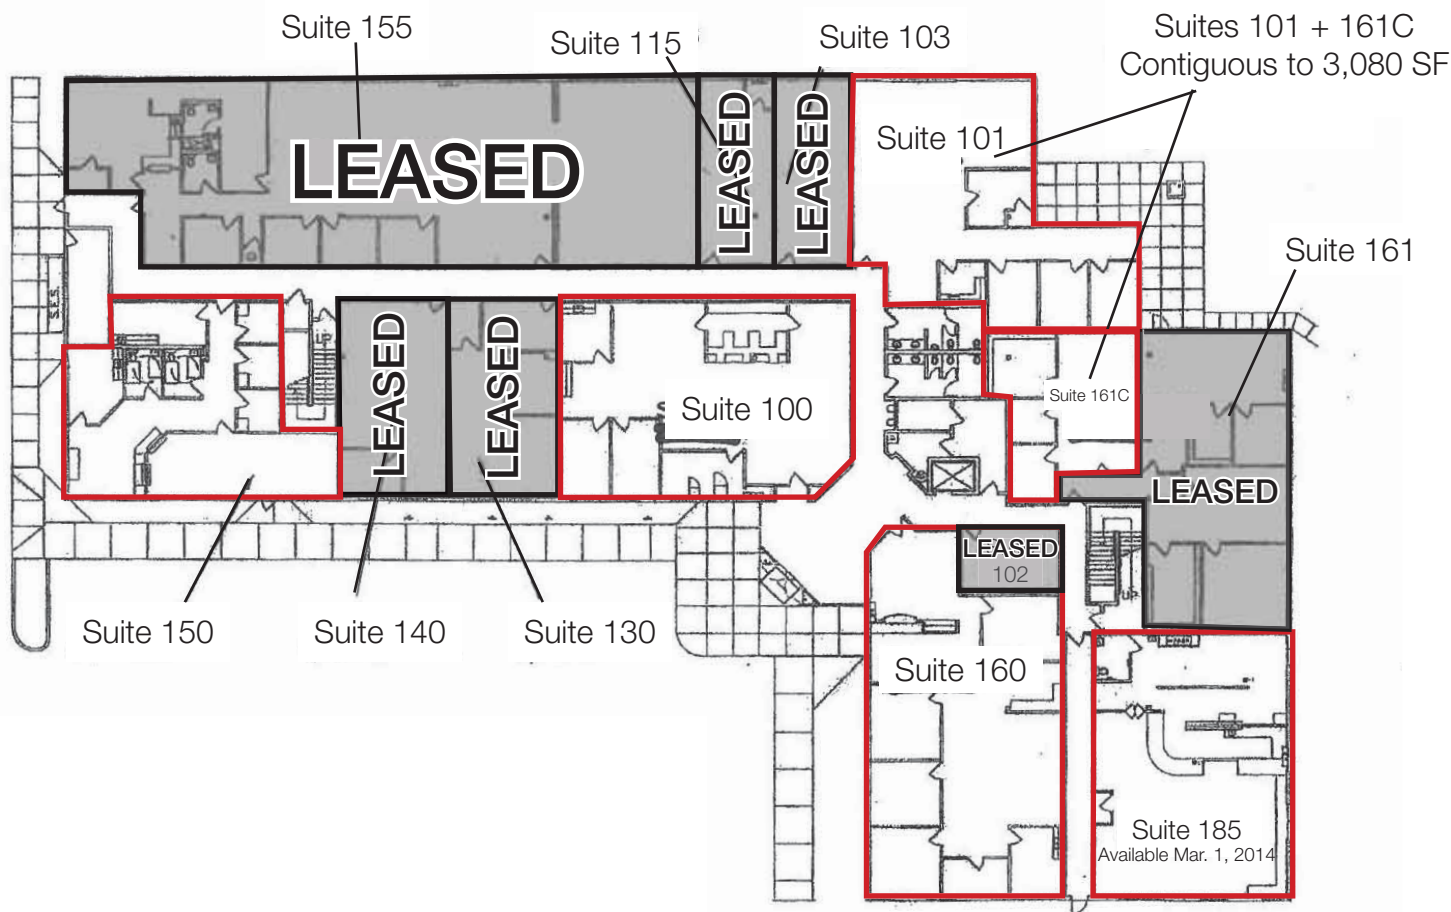 Suite 155
Suite 115
Suite 103
Suites 101 + 161C
Contiguous to 3,080 SF
LEASED
LEASED
LEASED
Suite 101
Suite 161
S.E.S.
UP
LEASED
LEASED
Suite 100
Suite 161C
LEASED
LEASED
102
UP
Suite 150
Suite 140
Suite 130
Suite 160
Suite 185
Available Mar. 1, 2014